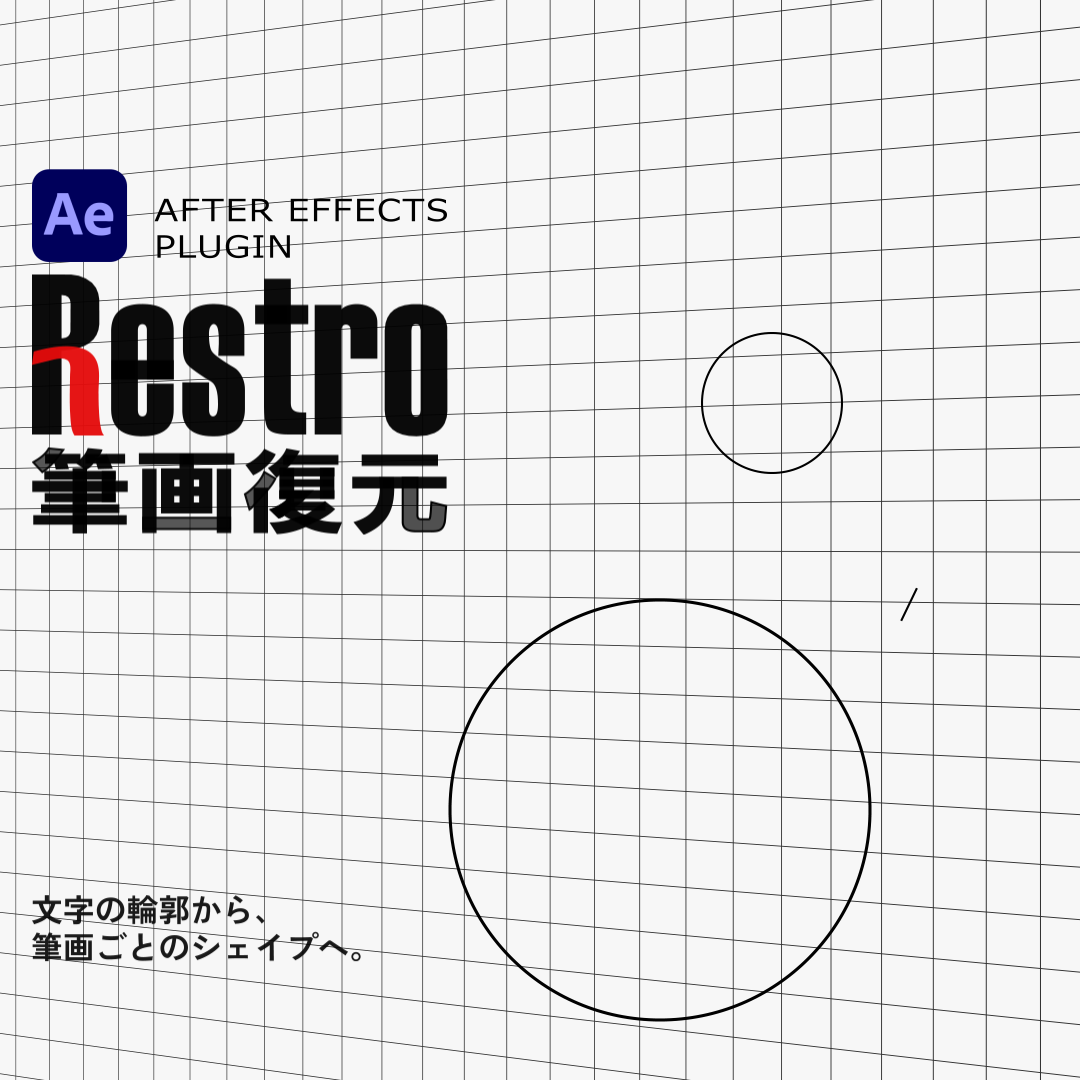 Ae
AFTER EFFECTS
PLUGIN
Restro
筆画復元
文字の輪郭から、
筆画ごとのシェイプへ。